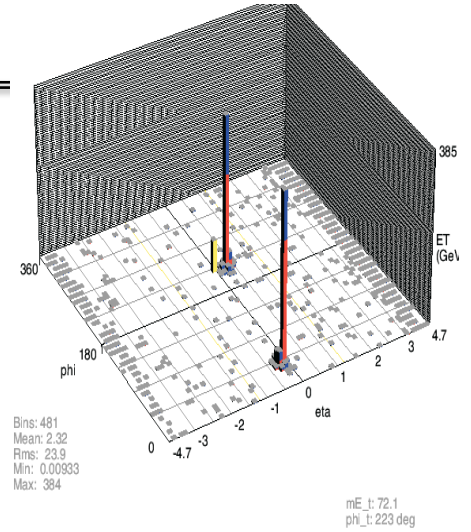 385
ET
(GeV
360
4.7
3
2
180
1
phi
0
eta
-1
-2
-3
0
-4.7
Bins: 481
Mean: 2.32
Rms: 23.9
Min: 0.00933
Max: 384
mE_t: 72.1
phi_t: 223 deg